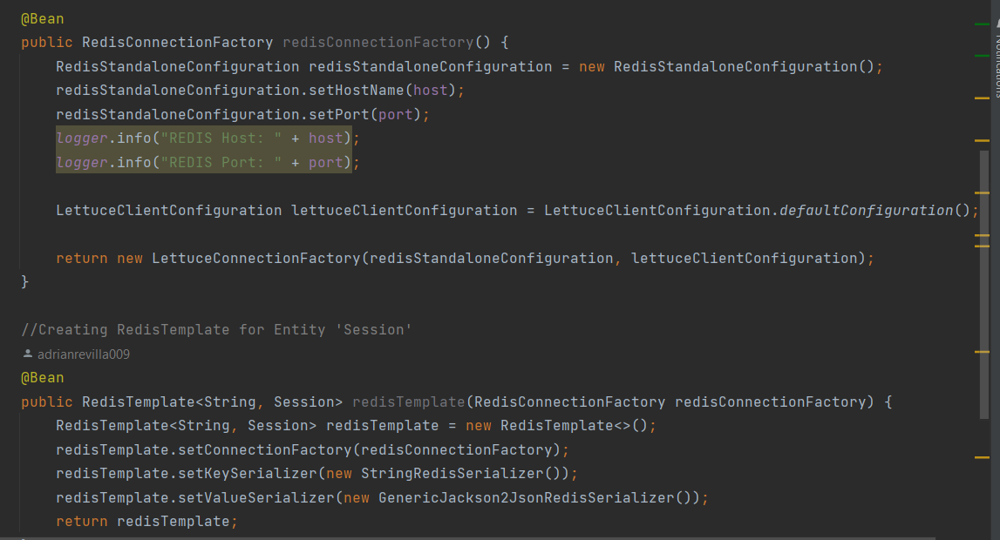 @Bean
public RedisConnectionFactory redisConnectionFactory() {
    RedisStandaloneConfiguration redisStandaloneConfiguration = new RedisStandaloneConfiguration();
    redisStandaloneConfiguration.setHostName(host);
    redisStandaloneConfiguration.setPort(port);
    logger.info("REDIS Host: " + host);
    logger.info("REDIS Port: " + port);
    LettuceClientConfiguration lettuceClientConfiguration = LettuceClientConfiguration.defaultConfiguration();
    return new LettuceConnectionFactory(redisStandaloneConfiguration, lettuceClientConfiguration);
}
//Creating RedisTemplate for Entity 'Session'
adrianrevilla009
@Bean
public RedisTemplate<String, Session> redisTemplate(RedisConnectionFactory redisConnectionFactory) {
    RedisTemplate<String, Session> redisTemplate = new RedisTemplate<>();
    redisTemplate.setConnectionFactory(redisConnectionFactory);
    redisTemplate.setKeySerializer(new StringRedisSerializer());
    redisTemplate.setValueSerializer(new GenericJackson2JsonRedisSerializer());
    return redisTemplate;